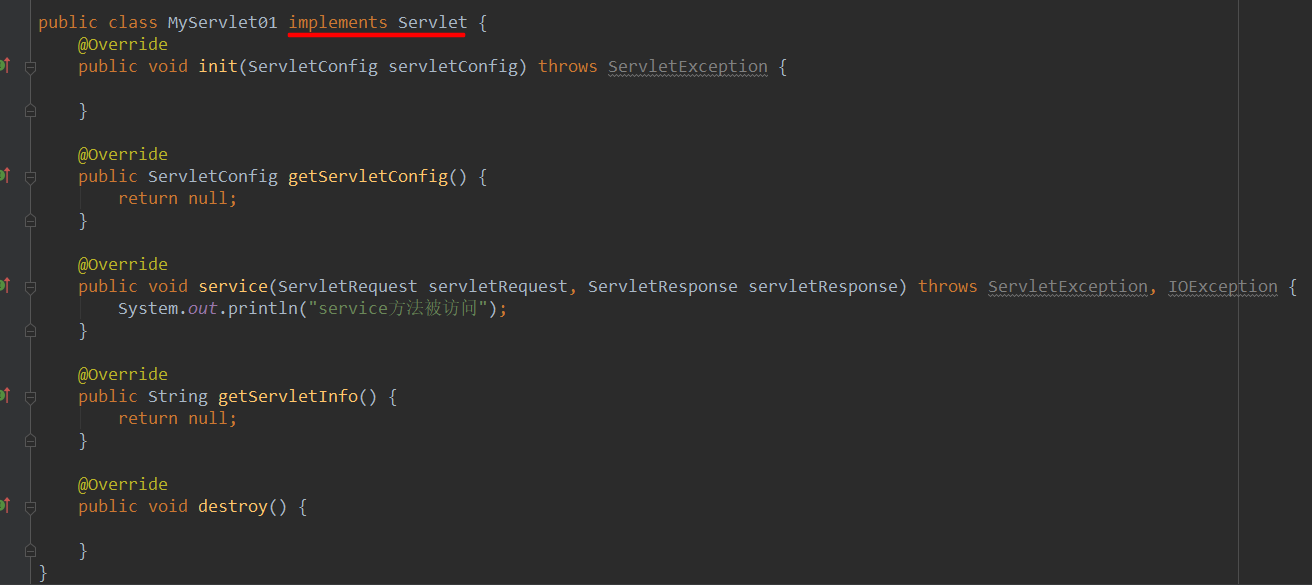 public class MyServlet01 implements Servlet {
@Override
public void init(ServletConfig servletConfig) throws ServletException {
}
@Override
public ServletConfig getServletConfig() {
return null;
}
@Override
public void service(ServletRequest servletRequest, ServletResponse servletResponse) throws ServletException, IOException {
System.out.println("service方法被访问");
}
@Override
public String getServletInfo() {
return null;
}
@Override
public void destroy() {
}
}